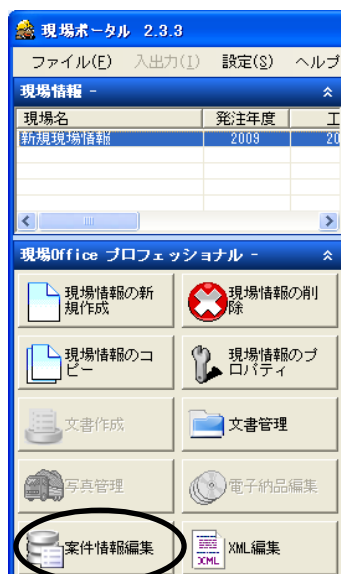 現場ポータル 2.3.3
ファイル(F) 入出力(I) 設定(S) ヘルプ
現場情報 -
現場名 発注年度 工
新規現場情報 2009 20
現場Office プロフェッショナル -
現場情報の新規作成 現場情報の削除
現場情報のコピー 現場情報のプロパティ
文書作成 文書管理
写真管理 電子納品編集
案件情報編集 XML編集
XML